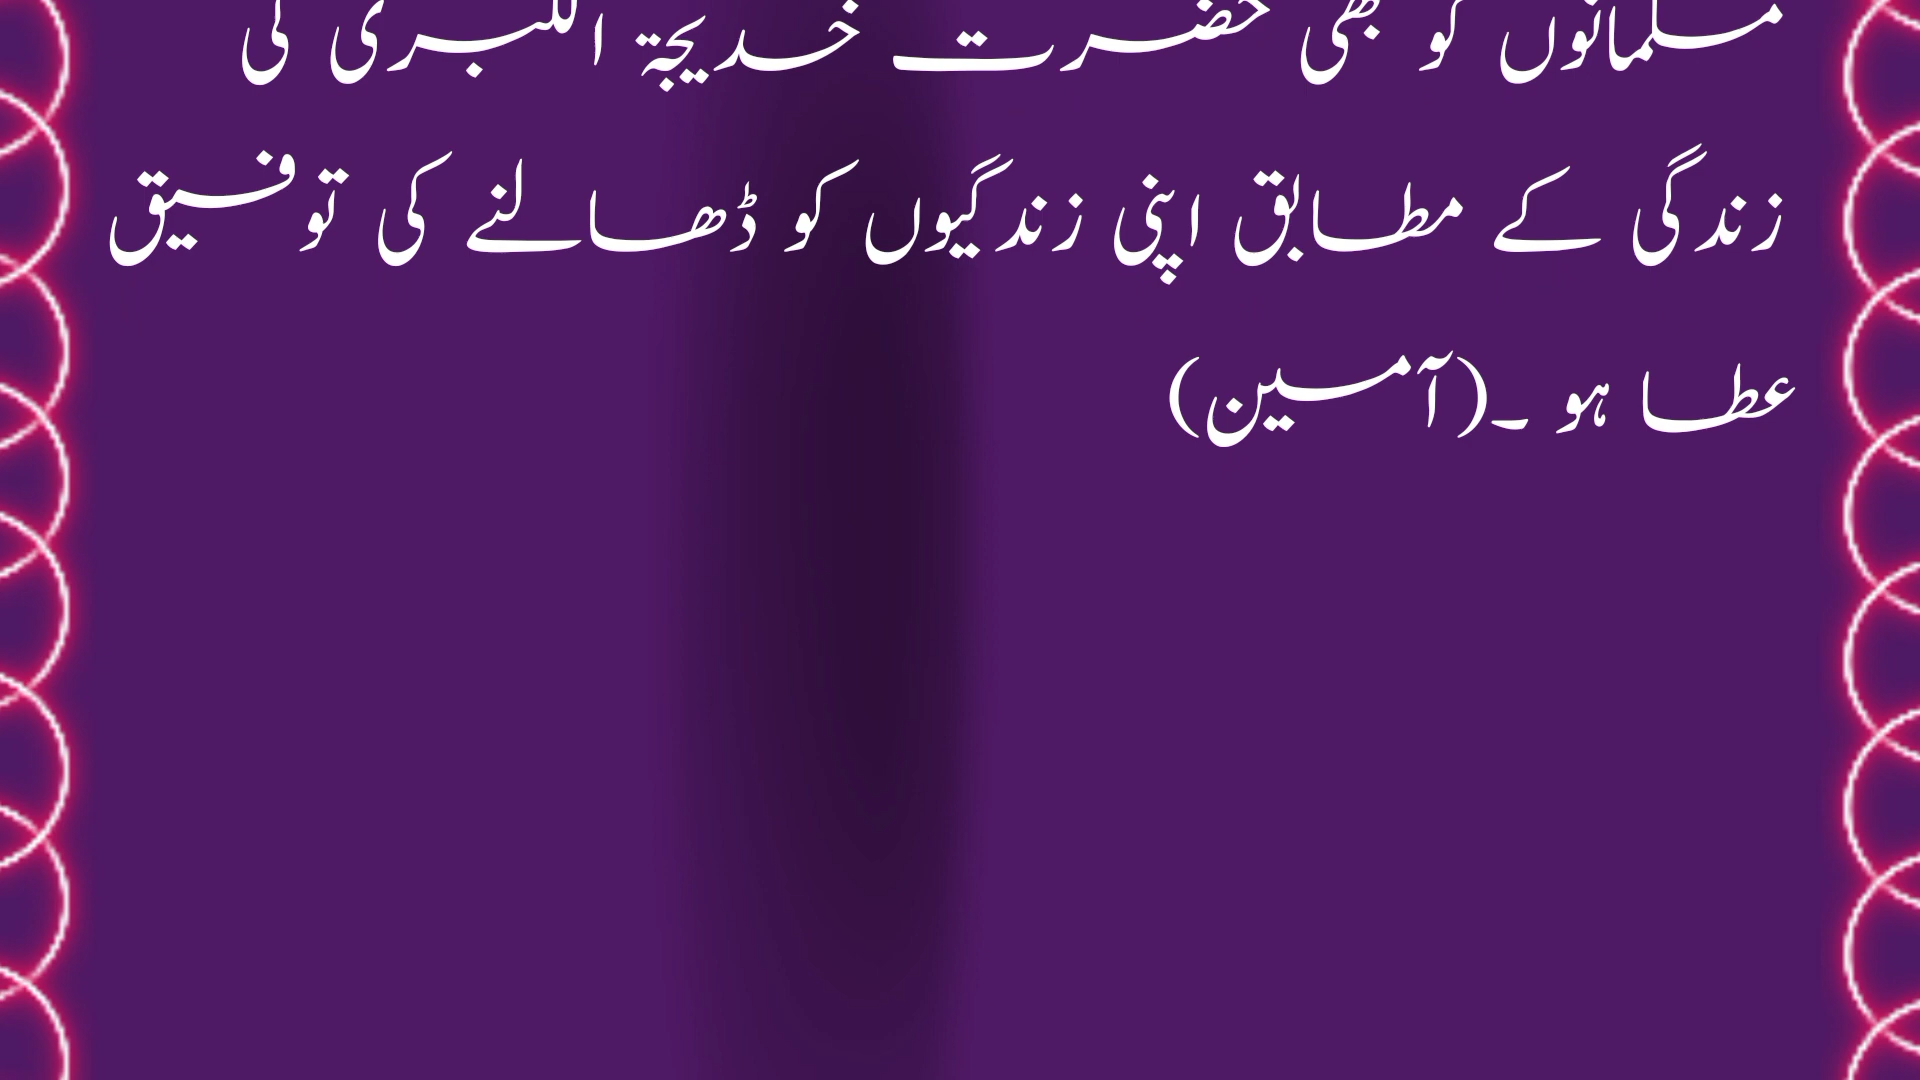 مسلمانوں کو بھی حضرت خدیجۃ الکبری کی
زندگی کے مطابق اپنی زندگیوں کو ڈھالنے کی توفیق
عطا ہو ۔(آمین)